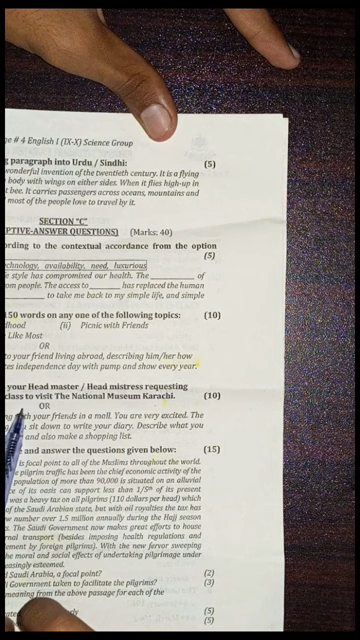 ge # 4 English I (IX-X) Science Group
g paragraph into Urdu / Sindhi: (5)
wonderful invention of the twentieth century. It is a flying
body with wings on either sides. When it flies high-up in
t bee. It carries passengers across oceans, mountains and
most of the people love to travel by it.
SECTION "C"
PTIVE-ANSWER QUESTIONS) (Marks: 40)
ording to the contextual accordance from the option
(5)
echnology, availability, need, luxurious
e style has compromised our health. The __________ of
om people. The access to ________ has replaced the human
________ to take me back to my simple life, and simple
150 words on any one of the following topics: (10)
dhood (ii) Picnic with Friends
Like Most
OR
to your friend living abroad, describing him/her how
tes independence day with pump and show every year.
your Head master / Head mistress requesting
class to visit The National Museum Karachi. (10)
OR
ng with your friends in a mall. You are very excited. The
sit down to write your diary. Describe what you
and also make a shopping list.
and answer the questions given below: (15)
is focal point to all of the Muslims throughout the world.
he pilgrim traffic has been the chief economic activity of the
population of more than 90,000 is situated on an alluvial
ce of its oasis can support less than 1/5th of its present
was a heavy tax on all pilgrims (110 dollars per head) which
of the Saudi Arabian state, but with oil royalties the tax has
w number over 1.5 million annually during the Hajj season
s. The Saudi Government now makes great efforts to house
rnal transport (besides imposing health regulations and
ement by foreign pilgrims). With the new fervor sweeping
he moral and social effects of undertaking pilgrimage under
easingly esteemed.
d Saudi Arabia, a focal point? (2)
i Government taken to facilitate the pilgrims? (3)
meaning from the above passage for each of the
(5)
(5)